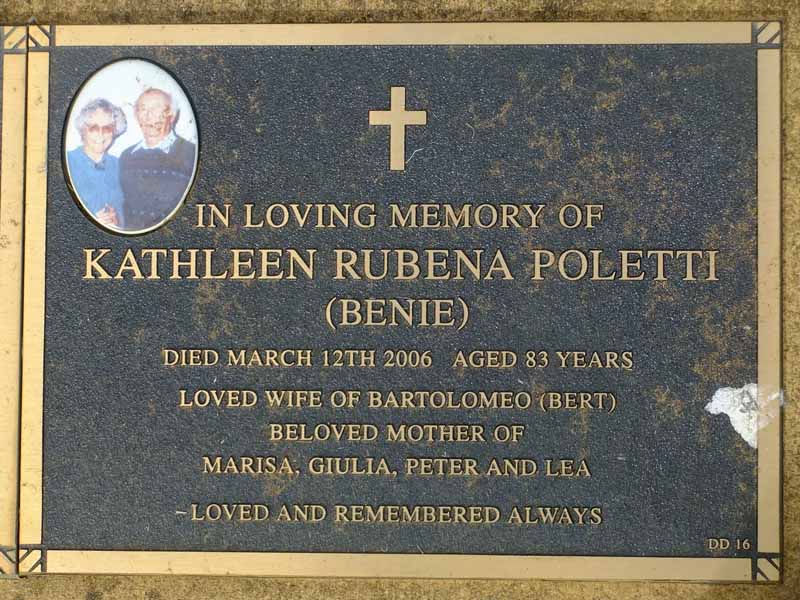 IN LOVING MEMORY OF
KATHLEEN RUBENA POLETTI
(BENIE)
DIED MARCH 12TH 2006 AGED 83 YEARS
LOVED WIFE OF BARTOLOMEO (BERT)
BELOVED MOTHER OF
MARISA, GIULIA, PETER AND LEA
LOVED AND REMEMBERED ALWAYS
DD 16